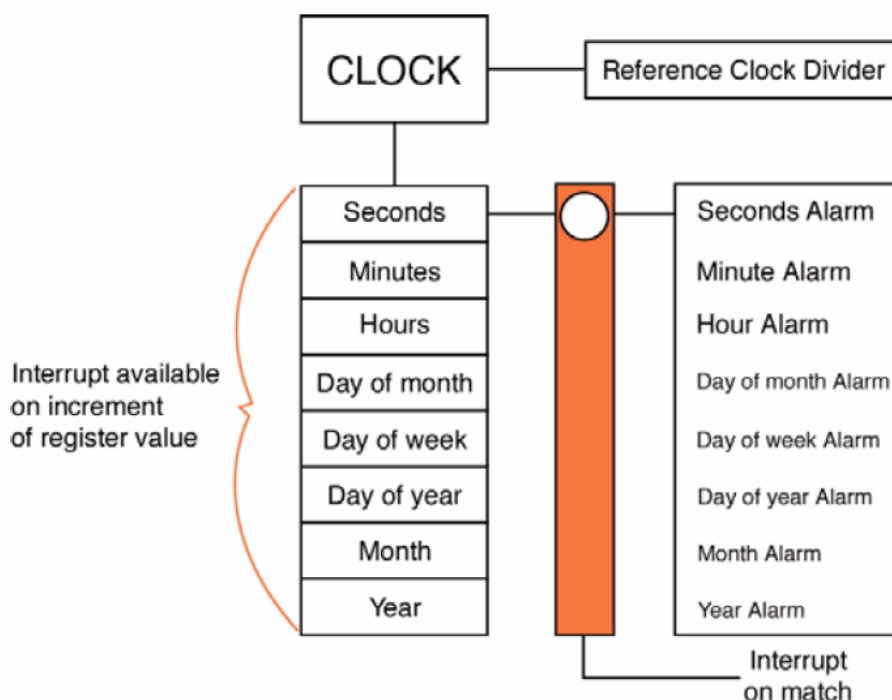 CLOCK
Reference Clock Divider
Seconds
Minutes
Hours
Day of month
Day of week
Day of year
Month
Year
Interrupt available
on increment
of register value
Seconds Alarm
Minute Alarm
Hour Alarm
Day of month Alarm
Day of week Alarm
Day of year Alarm
Month Alarm
Year Alarm
Interrupt
on match